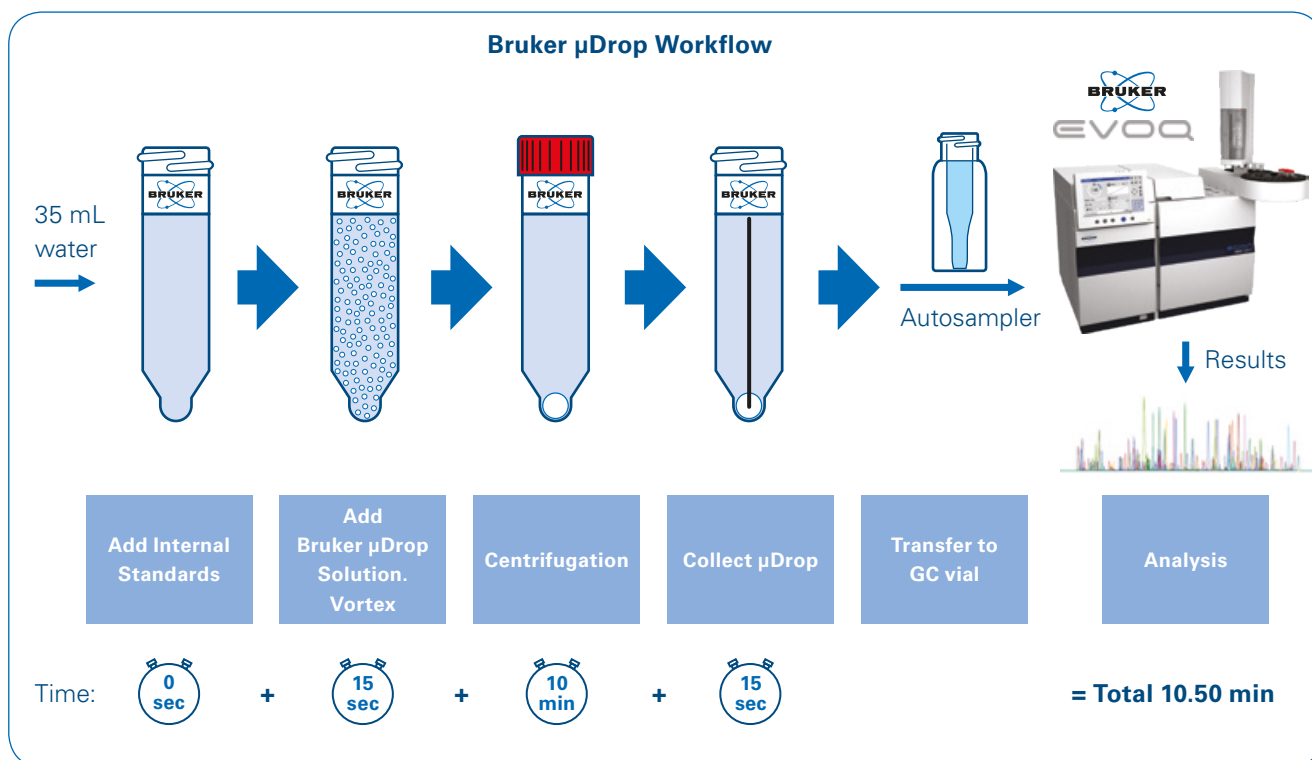 Bruker µDrop Workflow
35 mL
water
BRUKER
BRUKER
BRUKER
BRUKER
Autosampler
BRUKER
EVOQ
Results
Add Internal
Standards
Add
Bruker µDrop
Solution.
Vortex
Centrifugation
Collect µDrop
Transfer to
GC vial
Analysis
Time:
0
sec
+
15
sec
+
10
min
+
15
sec
= Total 10.50 min